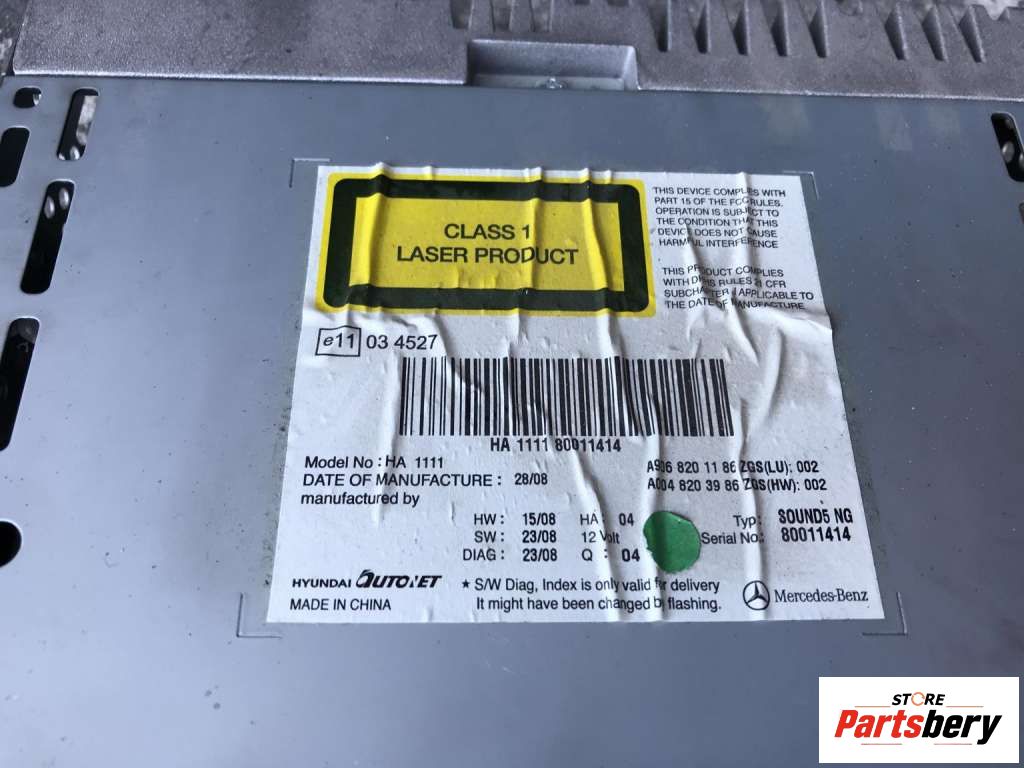 CLASS 1
LASER PRODUCT
THIS DEVICE COMPLIES WITH
PART 15 OF THE FCC RULES.
OPERATION IS SUBJECT TO
THE CONDITION THAT THIS
DEVICE DOES NOT CAUSE
HARMFUL INTERFERENCE
THIS PRODUCT COMPLIES
WITH DHHS RULES 21 CFR
SUBCHAPTER J APPLICABLE TO
THE DATE OF MANUFACTURE
e11 03 4527
HA 1111 80011414
Model No : HA 1111
DATE OF MANUFACTURE : 28/08
manufactured by
A906 820 11 86 ZGS(LU): 002
A004 820 39 86 ZGS(HW): 002
HW: 15/08 HA: 04
SW: 23/08 12 Volt
DIAG: 23/08 Q : 04
Typ: SOUND5 NG
Serial No.: 80011414
HYUNDAI AUTONET
MADE IN CHINA
★ S/W Diag, Index is only valid for delivery
It might have been changed by flashing.
Mercedes-Benz
STORE
Partsbery